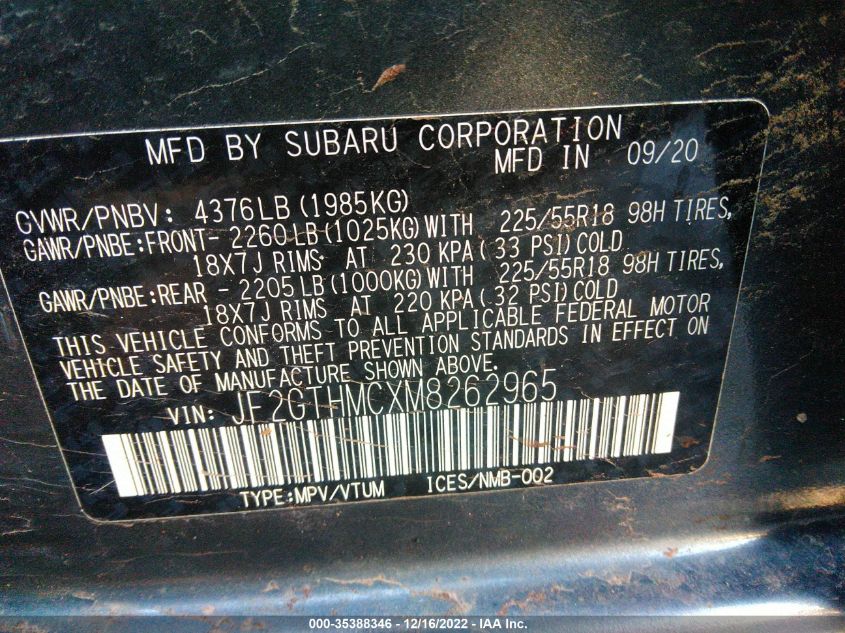 MFD BY SUBARU CORPORATION
MFD IN 09/20
GVWR/PNBV: 4376LB (1985KG)
GAWR/PNBE:FRONT- 2260LB (1025KG) WITH 225/55R18 98H TIRES,
18X7J RIMS AT 230 KPA (33 PSI) COLD
GAWR/PNBE:REAR - 2205LB (1000KG) WITH 225/55R18 98H TIRES,
18X7J RIMS AT 220 KPA (32 PSI) COLD
THIS VEHICLE CONFORMS TO ALL APPLICABLE FEDERAL MOTOR
VEHICLE SAFETY AND THEFT PREVENTION STANDARDS IN EFFECT ON
THE DATE OF MANUFACTURE SHOWN ABOVE.
VIN: JF2GTHMCXM8262965
TYPE:MPV/VTUM ICES/NMB-002
000-35388346 - 12/16/2022 - IAA Inc.